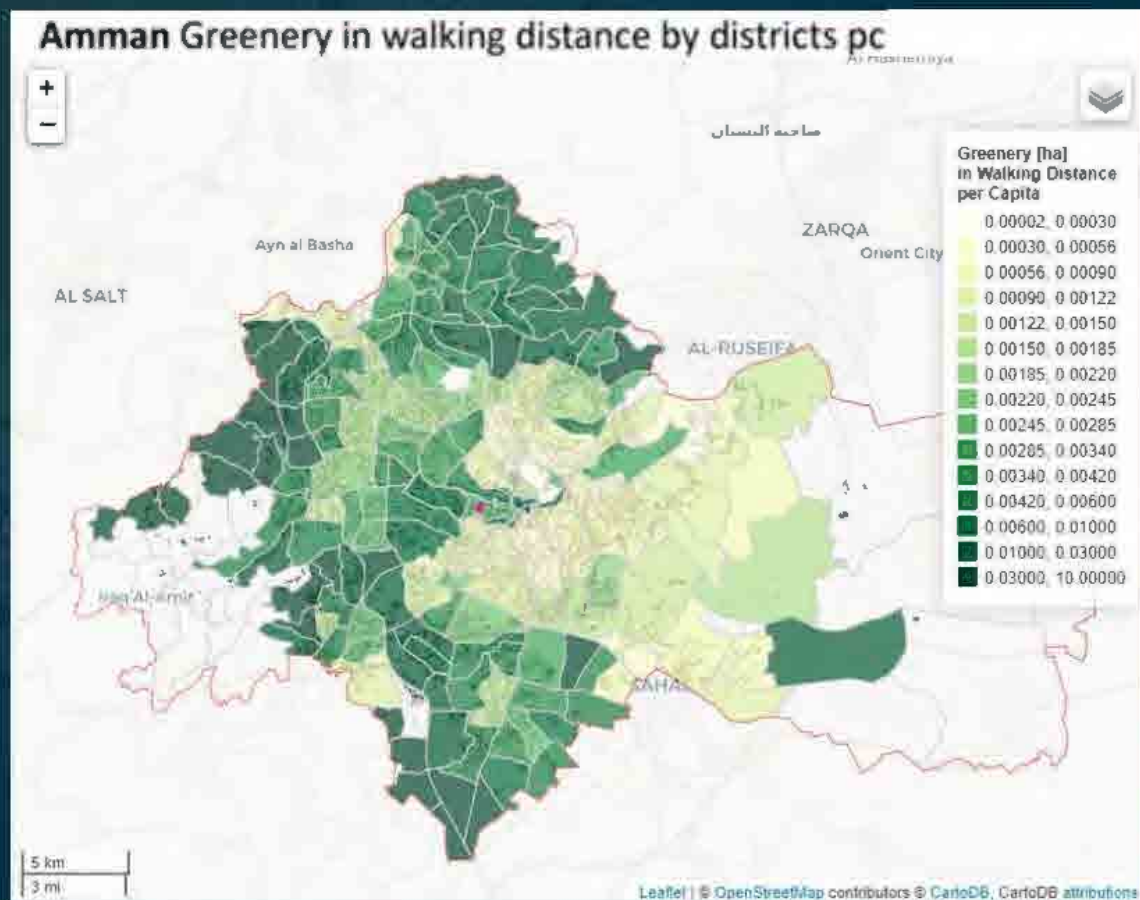 Amman Greenery in walking distance by districts pc
+
−
Ayn al Basha
AL SALT
ZARQA
Orient City
AL-RUSEIFA
Greenery [ha]
in Walking Distance
per Capita
0.00002, 0.00030
0.00030, 0.00056
0.00056, 0.00090
0.00090, 0.00122
0.00122, 0.00150
0.00150, 0.00185
0.00185, 0.00220
0.00220, 0.00245
0.00245, 0.00285
0.00285, 0.00340
0.00340, 0.00420
0.00420, 0.00600
0.00600, 0.01000
0.01000, 0.03000
0.03000, 10.00000
5 km
3 mi
Leaflet | © OpenStreetMap contributors © CartoDB, CartoDB attributions